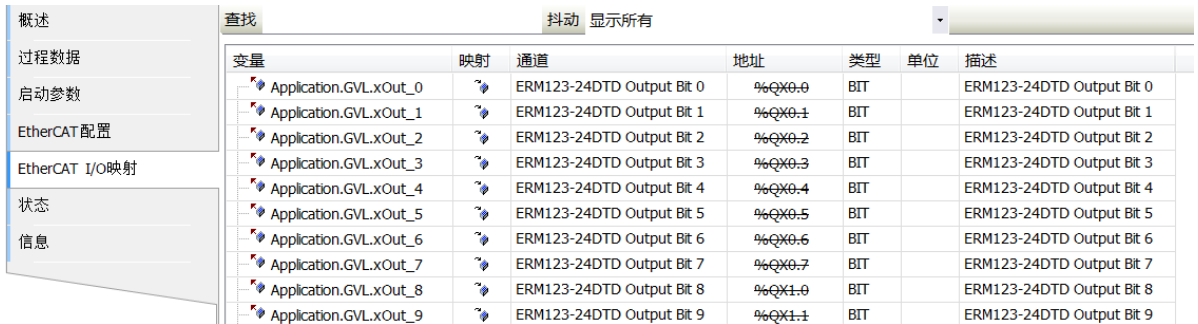 概述
过程数据
启动参数
EtherCAT配置
EtherCAT I/O映射
状态
信息
查找 抖动 显示所有
变量 映射 通道 地址 类型 单位 描述
Application.GVL.xOut_0 ERM123-24DTD Output Bit 0 %QX0.0 BIT ERM123-24DTD Output Bit 0
Application.GVL.xOut_1 ERM123-24DTD Output Bit 1 %QX0.1 BIT ERM123-24DTD Output Bit 1
Application.GVL.xOut_2 ERM123-24DTD Output Bit 2 %QX0.2 BIT ERM123-24DTD Output Bit 2
Application.GVL.xOut_3 ERM123-24DTD Output Bit 3 %QX0.3 BIT ERM123-24DTD Output Bit 3
Application.GVL.xOut_4 ERM123-24DTD Output Bit 4 %QX0.4 BIT ERM123-24DTD Output Bit 4
Application.GVL.xOut_5 ERM123-24DTD Output Bit 5 %QX0.5 BIT ERM123-24DTD Output Bit 5
Application.GVL.xOut_6 ERM123-24DTD Output Bit 6 %QX0.6 BIT ERM123-24DTD Output Bit 6
Application.GVL.xOut_7 ERM123-24DTD Output Bit 7 %QX0.7 BIT ERM123-24DTD Output Bit 7
Application.GVL.xOut_8 ERM123-24DTD Output Bit 8 %QX1.0 BIT ERM123-24DTD Output Bit 8
Application.GVL.xOut_9 ERM123-24DTD Output Bit 9 %QX1.1 BIT ERM123-24DTD Output Bit 9